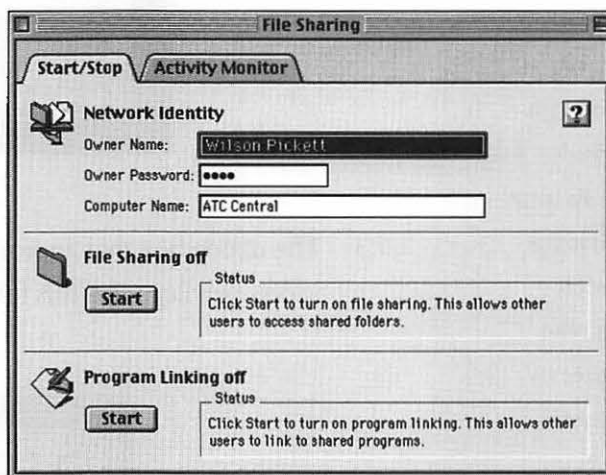 File Sharing
Start/Stop Activity Monitor
Network Identity
?
Owner Name: Wilson Pickett
Owner Password: ••••
Computer Name: ATC Central
File Sharing off
Start
Status
Click Start to turn on file sharing. This allows other
users to access shared folders.
Program Linking off
Start
Status
Click Start to turn on program linking. This allows other
users to link to shared programs.